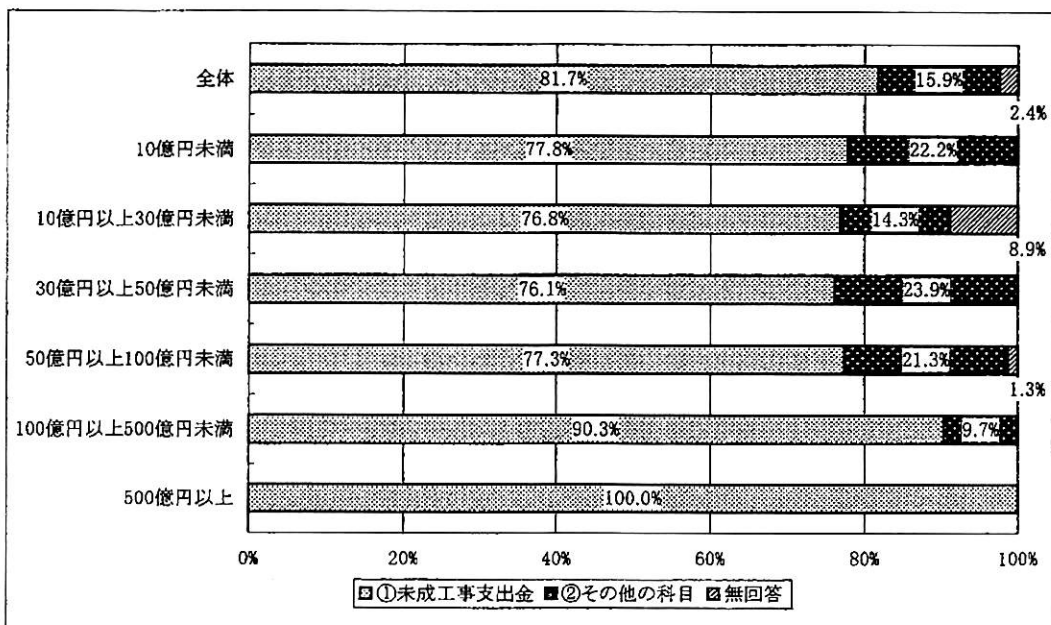 全体
81.7%
15.9%
2.4%
10億円未満
77.8%
22.2%
10億円以上30億円未満
76.8%
14.3%
8.9%
30億円以上50億円未満
76.1%
23.9%
50億円以上100億円未満
77.3%
21.3%
1.3%
100億円以上500億円未満
90.3%
9.7%
500億円以上
100.0%
0% 20% 40% 60% 80% 100%
①未成工事支出金 ②その他の科目 無回答